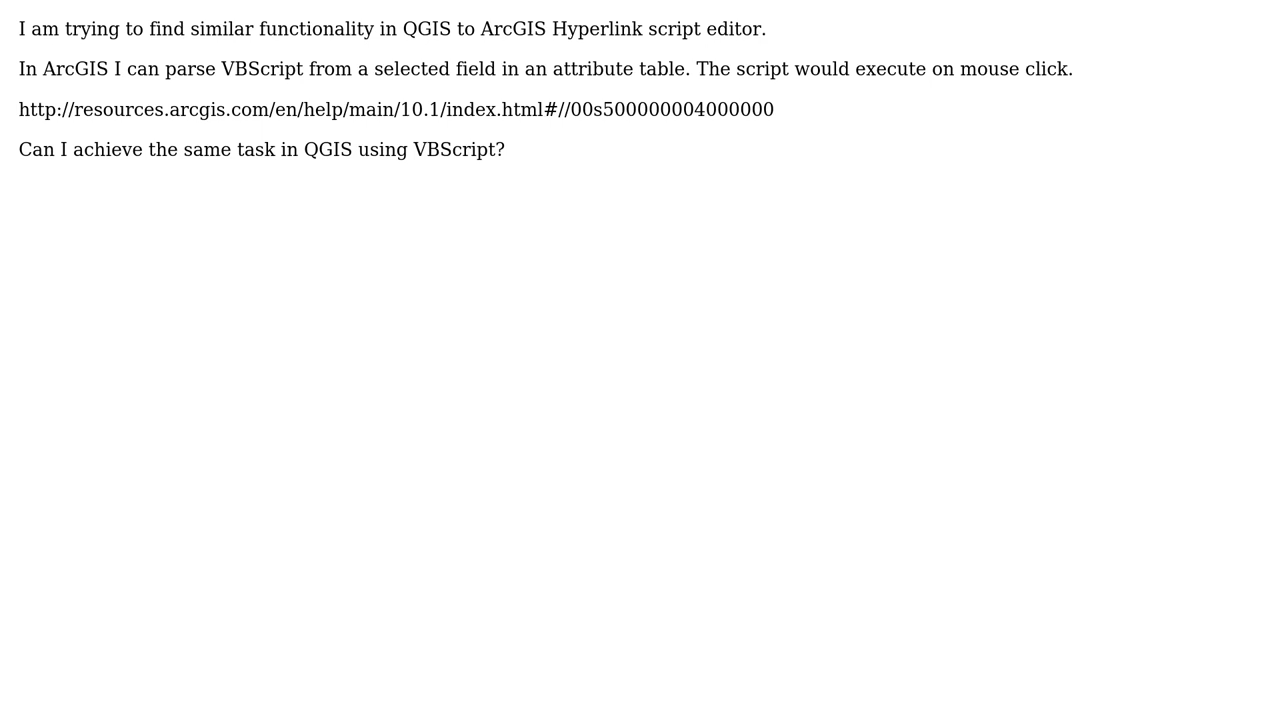 I am trying to find similar functionality in QGIS to ArcGIS Hyperlink script editor.
In ArcGIS I can parse VBScript from a selected field in an attribute table. The script would execute on mouse click.
http://resources.arcgis.com/en/help/main/10.1/index.html#//00s500000004000000
Can I achieve the same task in QGIS using VBScript?